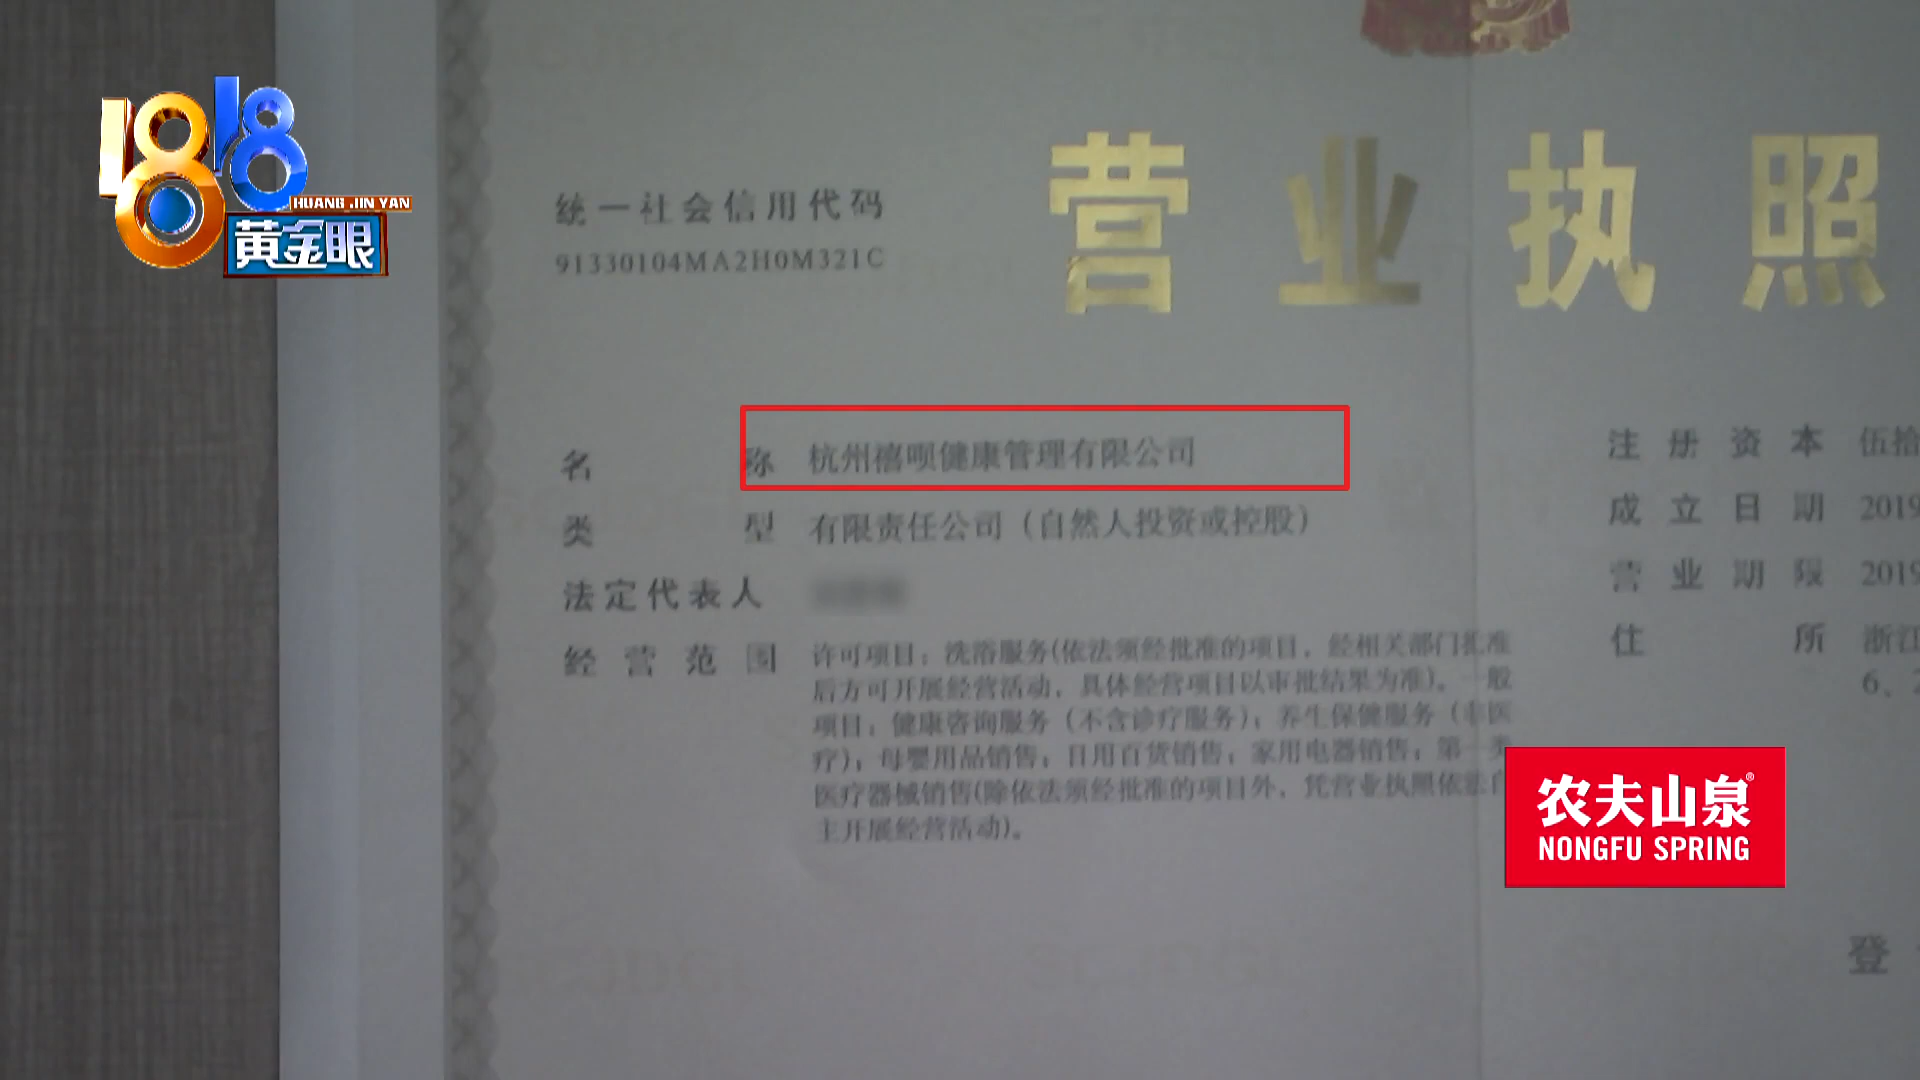 1818
HUANG JIN YAN
黄金眼
营业执照
统一社会信用代码
91330104MA2H0M321C
名称 杭州禧呗健康管理有限公司
类型 有限责任公司（自然人投资或控股）
法定代表人
经营范围 许可项目：洗浴服务(依法须经批准的项目，经相关部门批准
后方可开展经营活动，具体经营项目以审批结果为准)。一般
项目：健康咨询服务（不含诊疗服务）；养生保健服务（非医
疗）；母婴用品销售；日用百货销售；家用电器销售；第一类
医疗器械销售(除依法须经批准的项目外，凭营业执照依法自
主开展经营活动)。
注册资本 伍拾
成立日期 2019
营业期限 2019
住所 浙江
6、2
农夫山泉®
NONGFU SPRING
登